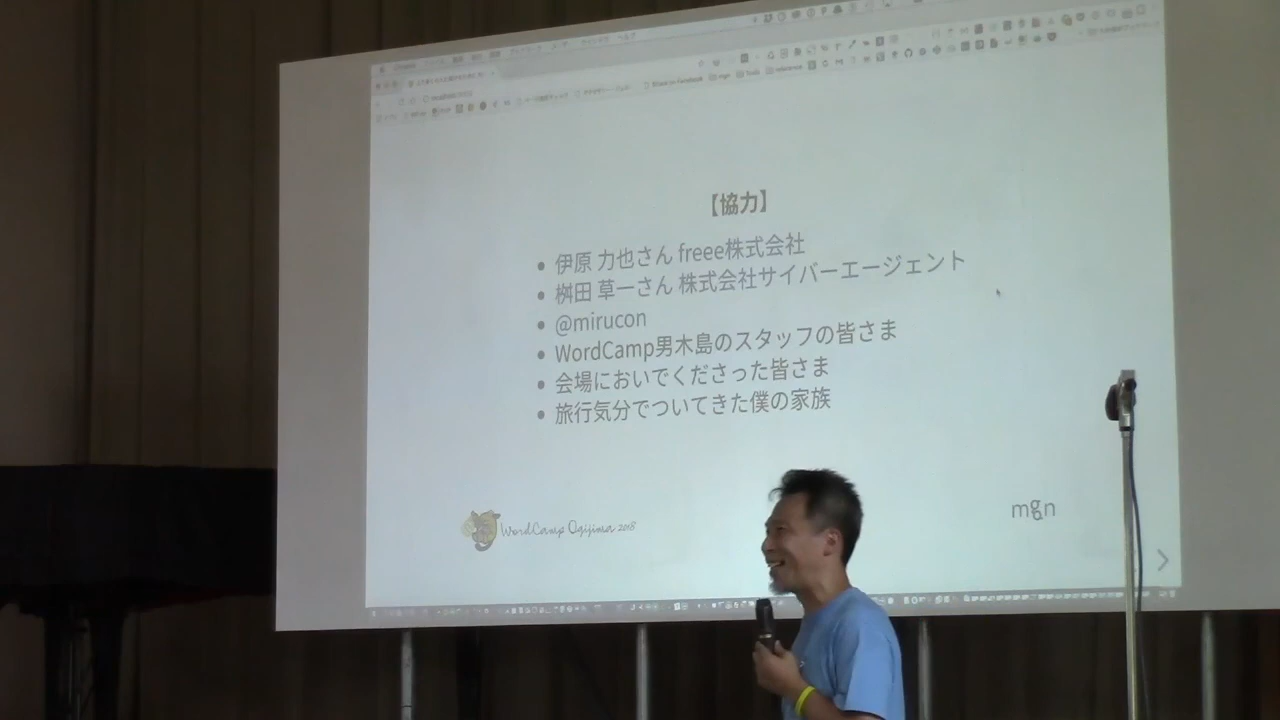 【協力】
伊原 力也さん freee株式会社
桝田 草一さん 株式会社サイバーエージェント
@mirucon
WordCamp男木島のスタッフの皆さま
会場においでくださった皆さま
旅行気分でついてきた僕の家族
WordCamp Ogijima 2018
mgn